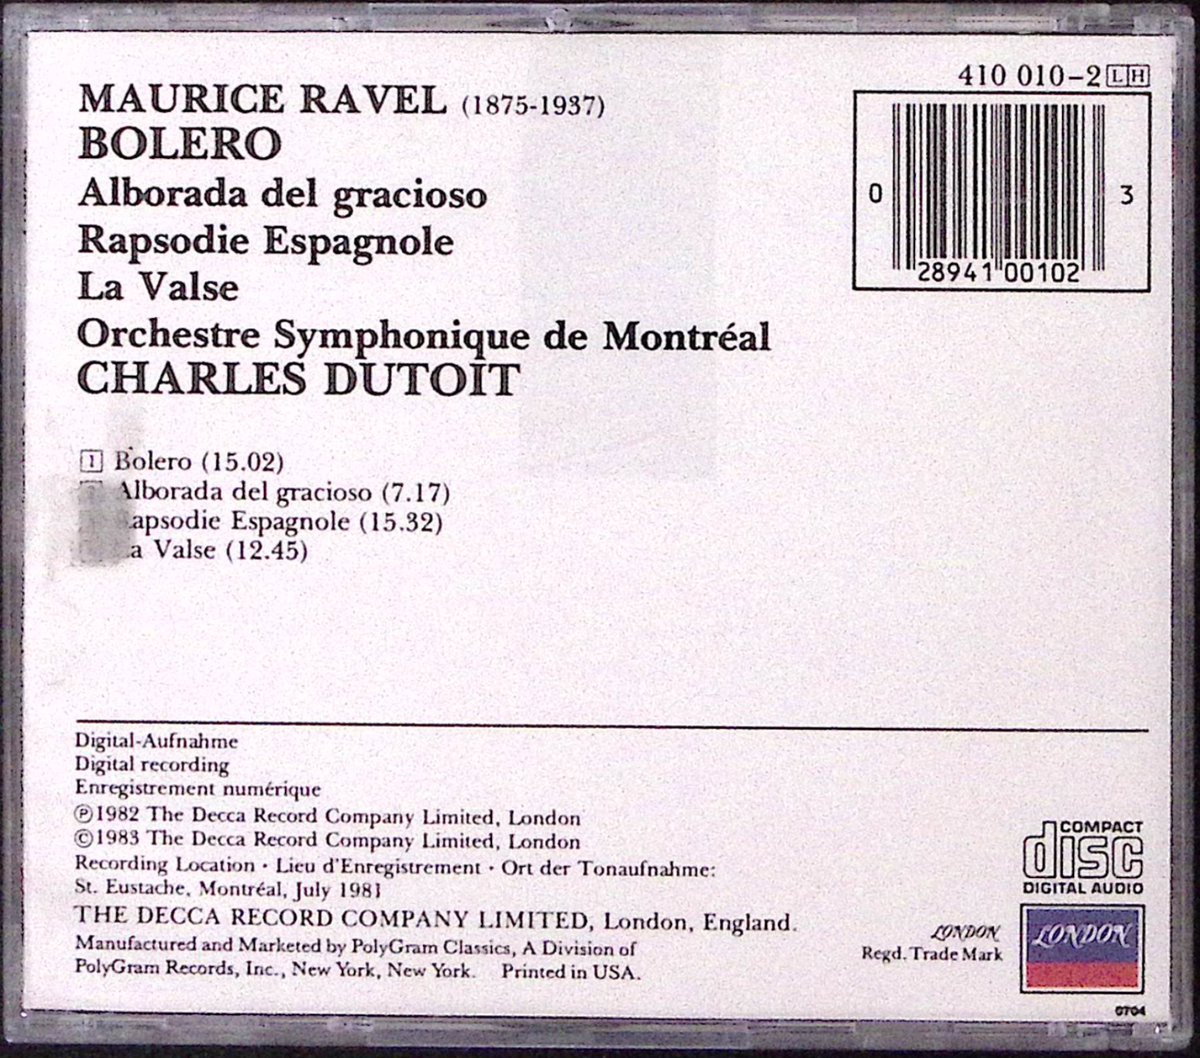 410 010-2 LH
MAURICE RAVEL (1875-1937)
BOLERO
Alborada del gracioso
Rapsodie Espagnole
La Valse
Orchestre Symphonique de Montréal
CHARLES DUTOIT
0 28941 00102 3
1 Bolero (15.02)
Alborada del gracioso (7.17)
Rapsodie Espagnole (15.32)
La Valse (12.45)
Digital-Aufnahme
Digital recording
Enregistrement numérique
℗1982 The Decca Record Company Limited, London
©1983 The Decca Record Company Limited, London
Recording Location · Lieu d'Enregistrement · Ort der Tonaufnahme:
St. Eustache, Montréal, July 1981
THE DECCA RECORD COMPANY LIMITED, London, England.
Manufactured and Marketed by PolyGram Classics, A Division of
PolyGram Records, Inc., New York, New York. Printed in USA.
COMPACT
disc
DIGITAL AUDIO
LONDON
Regd. Trade Mark
LONDON
0704